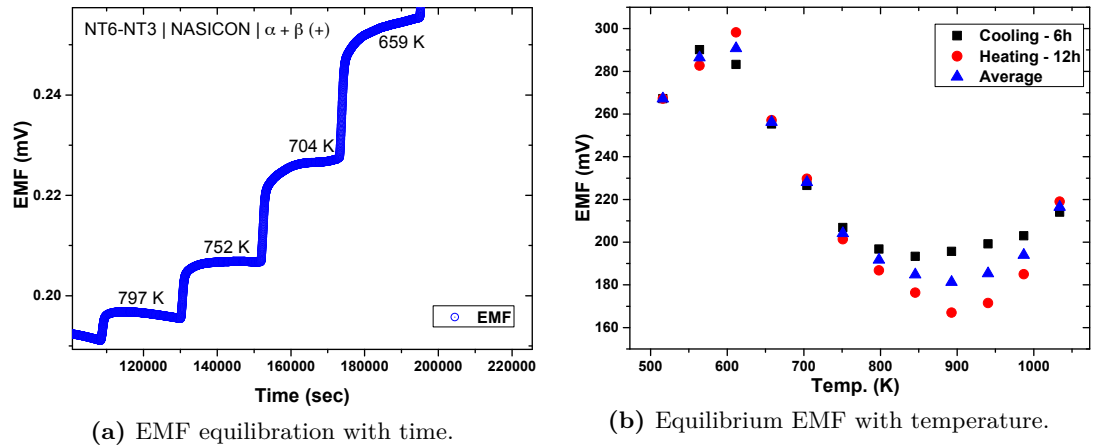 NT6-NT3 | NASICON | α + β (+)
659 K
704 K
752 K
797 K
EMF
EMF (mV)
0.24
0.22
0.20
120000 140000 160000 180000 200000 220000
Time (sec)
(a) EMF equilibration with time.
Cooling - 6h
Heating - 12h
Average
EMF (mV)
300
280
260
240
220
200
180
160
500 600 700 800 900 1000
Temp. (K)
(b) Equilibrium EMF with temperature.